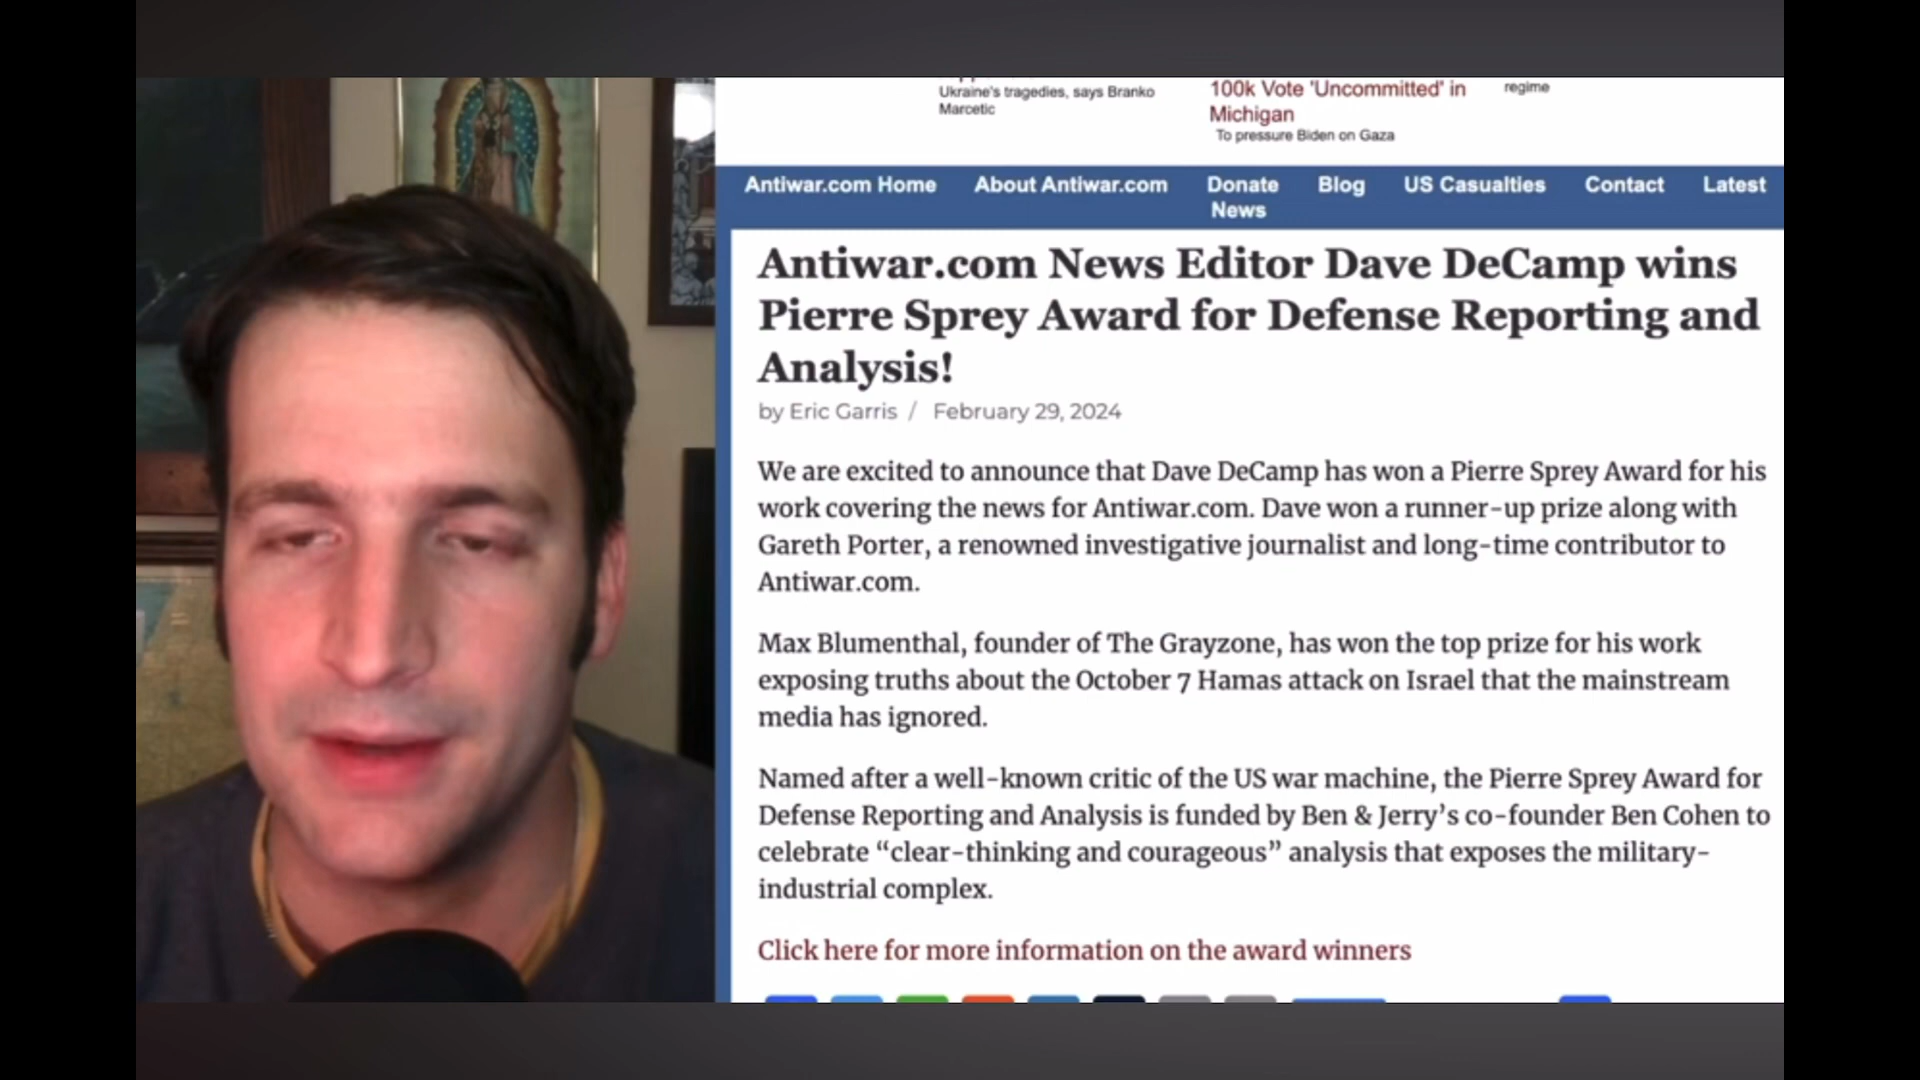 Ukraine's tragedies, says Branko
Marcetic
100k Vote 'Uncommitted' in
Michigan
To pressure Biden on Gaza
regime
Antiwar.com Home About Antiwar.com Donate Blog US Casualties Contact Latest
News
Antiwar.com News Editor Dave DeCamp wins
Pierre Sprey Award for Defense Reporting and
Analysis!
by Eric Garris / February 29, 2024
We are excited to announce that Dave DeCamp has won a Pierre Sprey Award for his
work covering the news for Antiwar.com. Dave won a runner-up prize along with
Gareth Porter, a renowned investigative journalist and long-time contributor to
Antiwar.com.
Max Blumenthal, founder of The Grayzone, has won the top prize for his work
exposing truths about the October 7 Hamas attack on Israel that the mainstream
media has ignored.
Named after a well-known critic of the US war machine, the Pierre Sprey Award for
Defense Reporting and Analysis is funded by Ben & Jerry’s co-founder Ben Cohen to
celebrate “clear-thinking and courageous” analysis that exposes the military-
industrial complex.
Click here for more information on the award winners